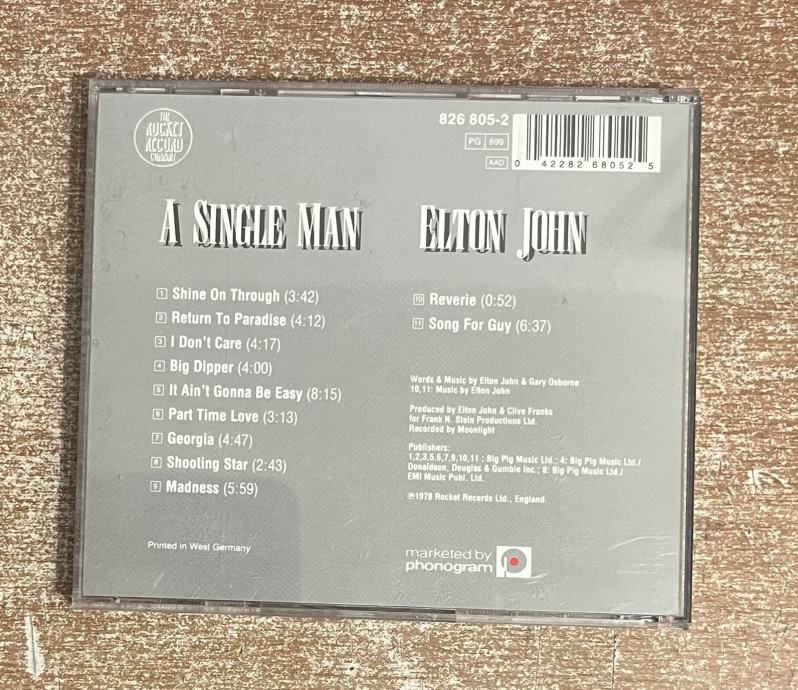 THE
ROCKET
RECORD
COMPANY
826 805-2
PG 899
AAD
0 42282 68052 5
A SINGLE MAN
ELTON JOHN
1 Shine On Through (3:42)
2 Return To Paradise (4:12)
3 I Don't Care (4:17)
4 Big Dipper (4:00)
5 It Ain't Gonna Be Easy (8:15)
6 Part Time Love (3:13)
7 Georgia (4:47)
8 Shooting Star (2:43)
9 Madness (5:59)
10 Reverie (0:52)
11 Song For Guy (6:37)
Words & Music by Elton John & Gary Osborne
10,11: Music by Elton John
Produced by Elton John & Clive Franks
for Frank N. Stein Productions Ltd.
Recorded by Moonlight
Publishers:
1,2,3,5,6,7,9,10,11 : Big Pig Music Ltd.; 4: Big Pig Music Ltd./
Donaldson, Douglas & Gumble Inc.; 8: Big Pig Music Ltd./
EMI Music Publ. Ltd.
℗1978 Rocket Records Ltd., England.
Printed in West Germany
marketed by
phonogram